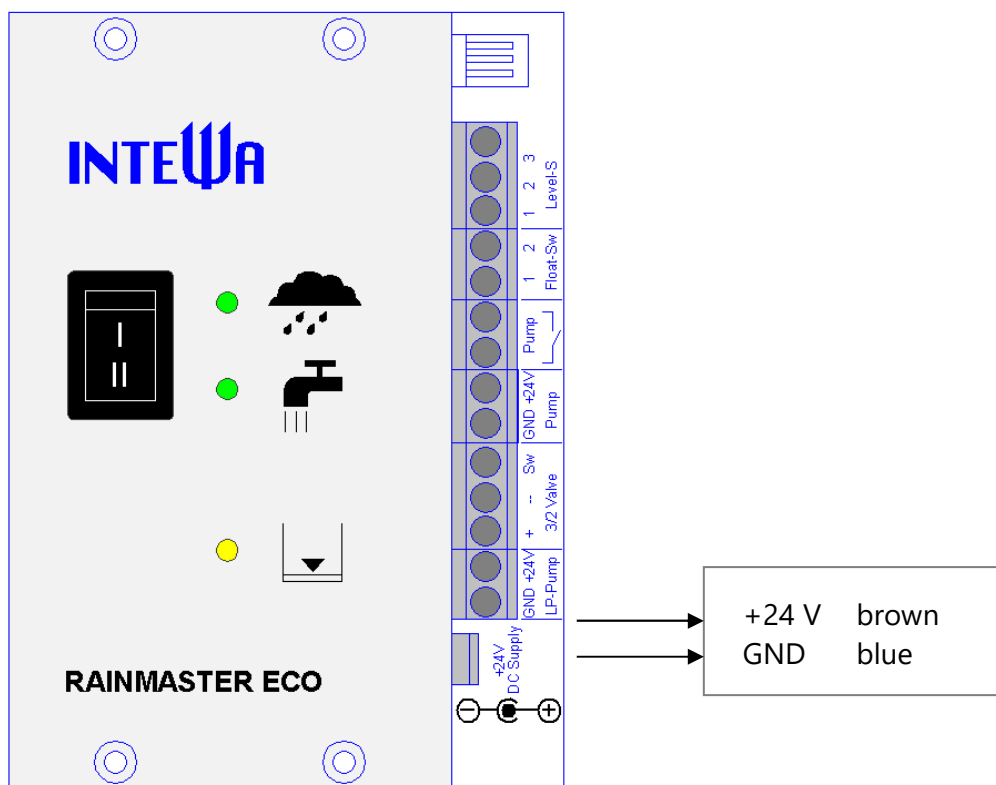 INTEWA
I
II
RAINMASTER ECO
1 2 3
Level-S
1 2
Float-Sw
Pump
GND +24V
Pump
+ -- Sw
3/2 Valve
GND +24V
LP-Pump
+24V
DC Supply
+24 V brown
GND blue